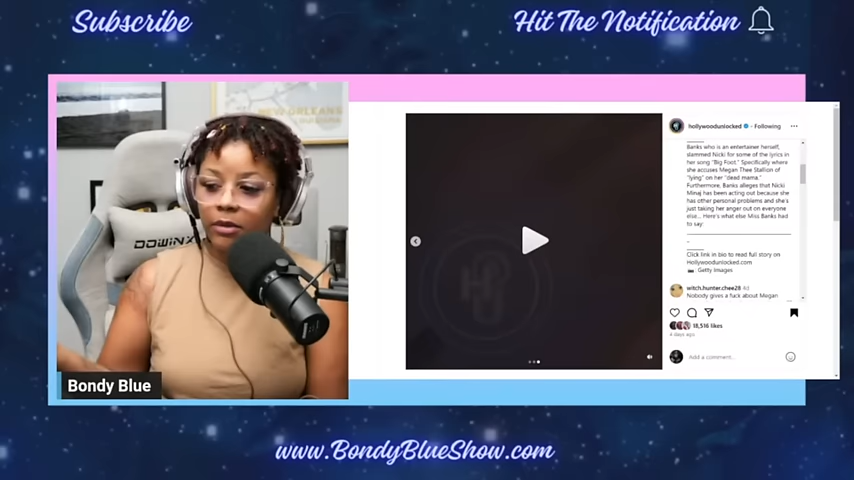 Subscribe
Hit The Notification
NEW ORLEANS
DOWINX
Bondy Blue
hollywoodunlocked • Following
Banks who is an entertainer herself,
slammed Nicki for some of the lyrics in
her song "Big Foot." Specifically where
she accuses Megan Thee Stallion of
"lying" on her "dead mama."
Furthermore, Banks alleges that Nicki
Minaj has been acting out because she
has other personal problems and she's
just taking her anger out on everyone
else... Here's what else Miss Banks had
to say:
Click link in bio to read full story on
Hollywoodunlocked.com
: Getty Images
witch.hunter.chee28 4d
Nobody gives a fuck about Megan
18,516 likes
4 days ago
Add a comment...
www.BondyBlueShow.com